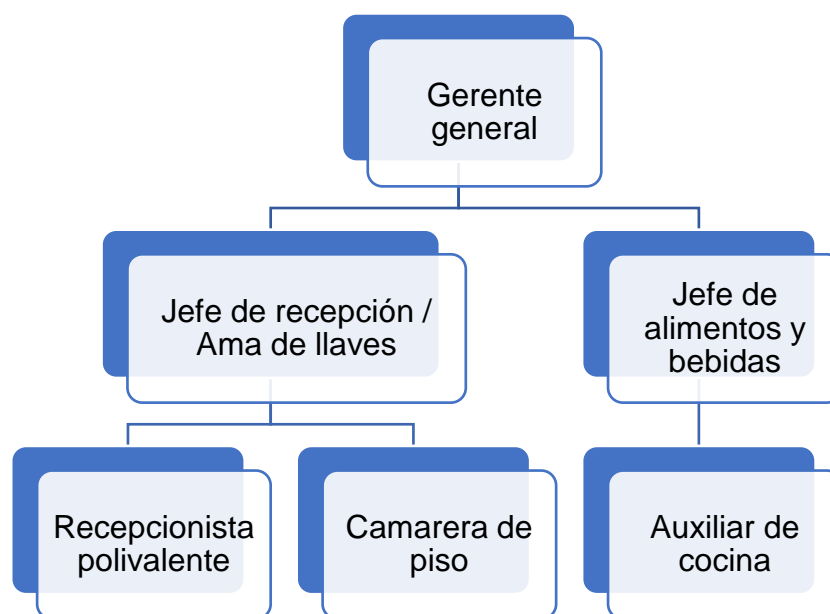 Gerente
general
Jefe de recepción /
Ama de llaves
Jefe de
alimentos y
bebidas
Recepcionista
polivalente
Camarera de
piso
Auxiliar de
cocina